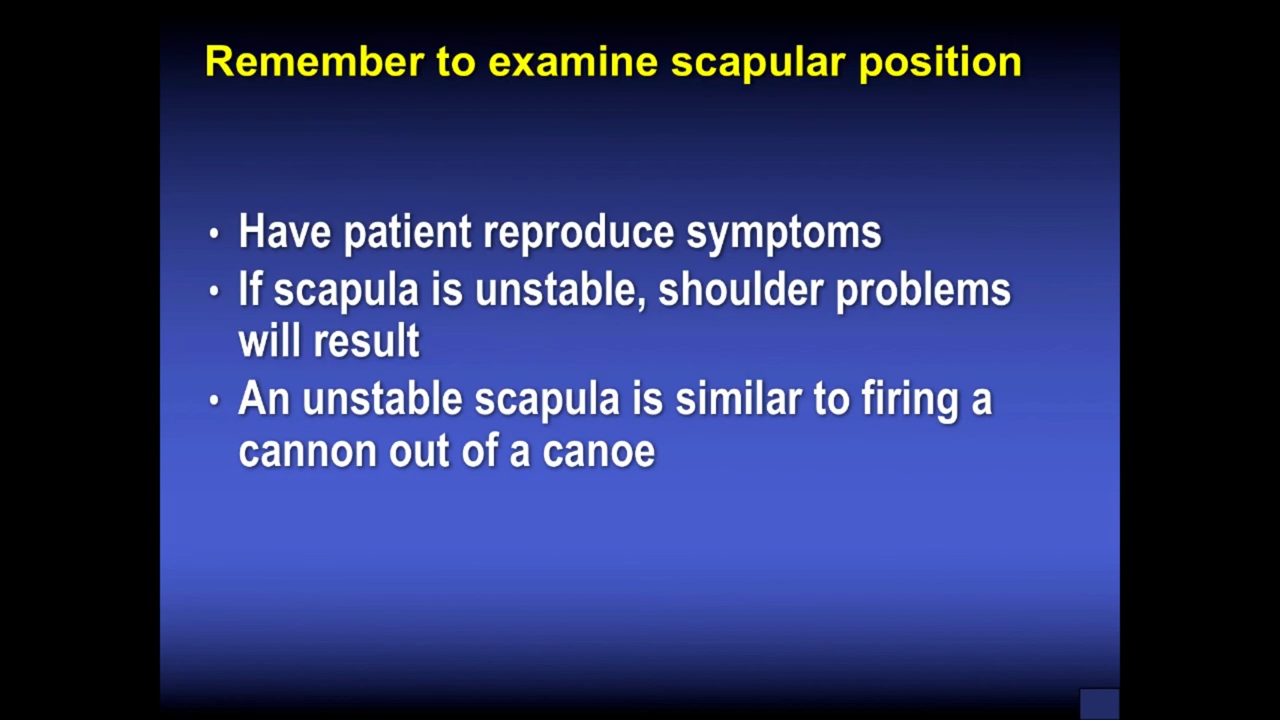 Remember to examine scapular position
• Have patient reproduce symptoms
• If scapula is unstable, shoulder problems
will result
• An unstable scapula is similar to firing a
cannon out of a canoe